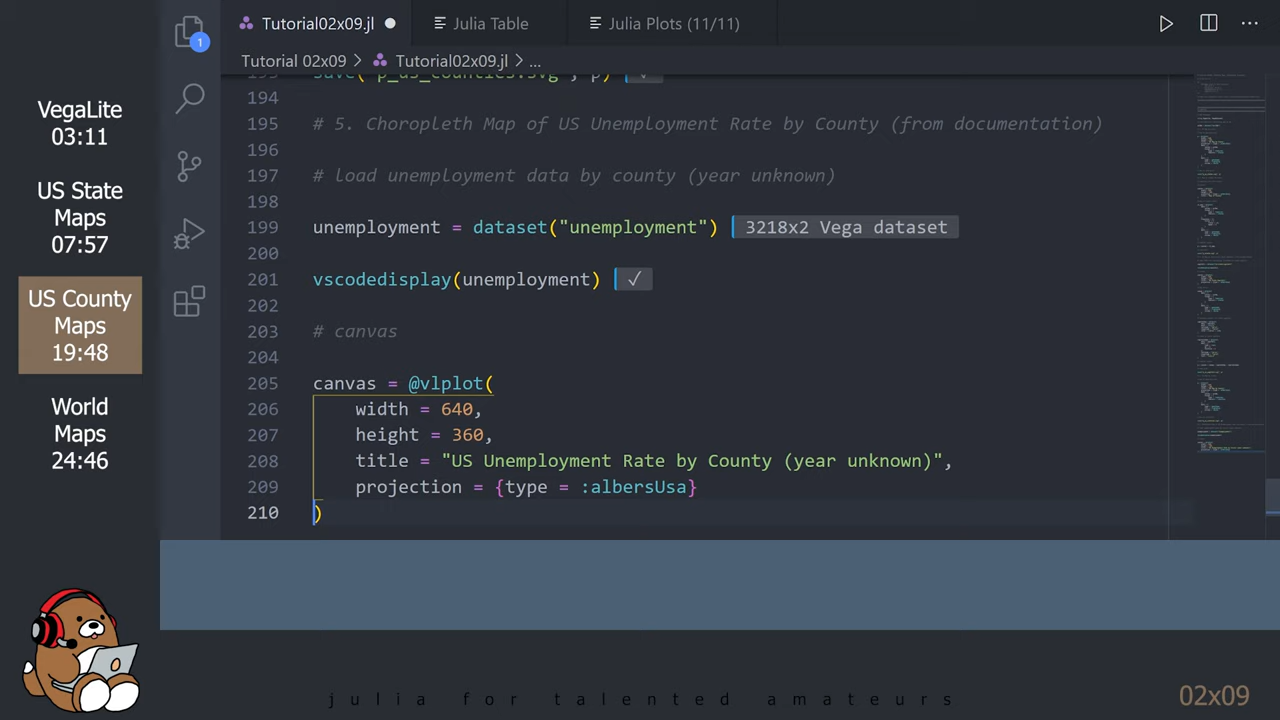 VegaLite
03:11
US State
Maps
07:57
US County
Maps
19:48
World
Maps
24:46
1
Tutorial02x09.jl
Julia Table
Julia Plots (11/11)
Tutorial 02x09 > Tutorial02x09.jl > ...
193 save("p_us_counties.svg", p) ✓
194
195 # 5. Choropleth Map of US Unemployment Rate by County (from documentation)
196
197 # load unemployment data by county (year unknown)
198
199 unemployment = dataset("unemployment") 3218x2 Vega dataset
200
201 vscodedisplay(unemployment) ✓
202
203 # canvas
204
205 canvas = @vlplot(
206 width = 640,
207 height = 360,
208 title = "US Unemployment Rate by County (year unknown)",
209 projection = {type = :albersUsa}
210 )
julia for talented amateurs
02x09